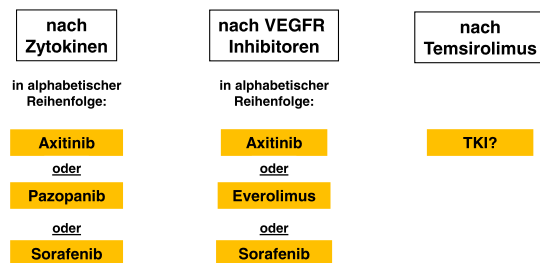 nach
Zytokinen
in alphabetischer
Reihenfolge:
Axitinib
oder
Pazopanib
oder
Sorafenib
nach VEGFR
Inhibitoren
in alphabetischer
Reihenfolge:
Axitinib
oder
Everolimus
oder
Sorafenib
nach
Temsirolimus
TKI?